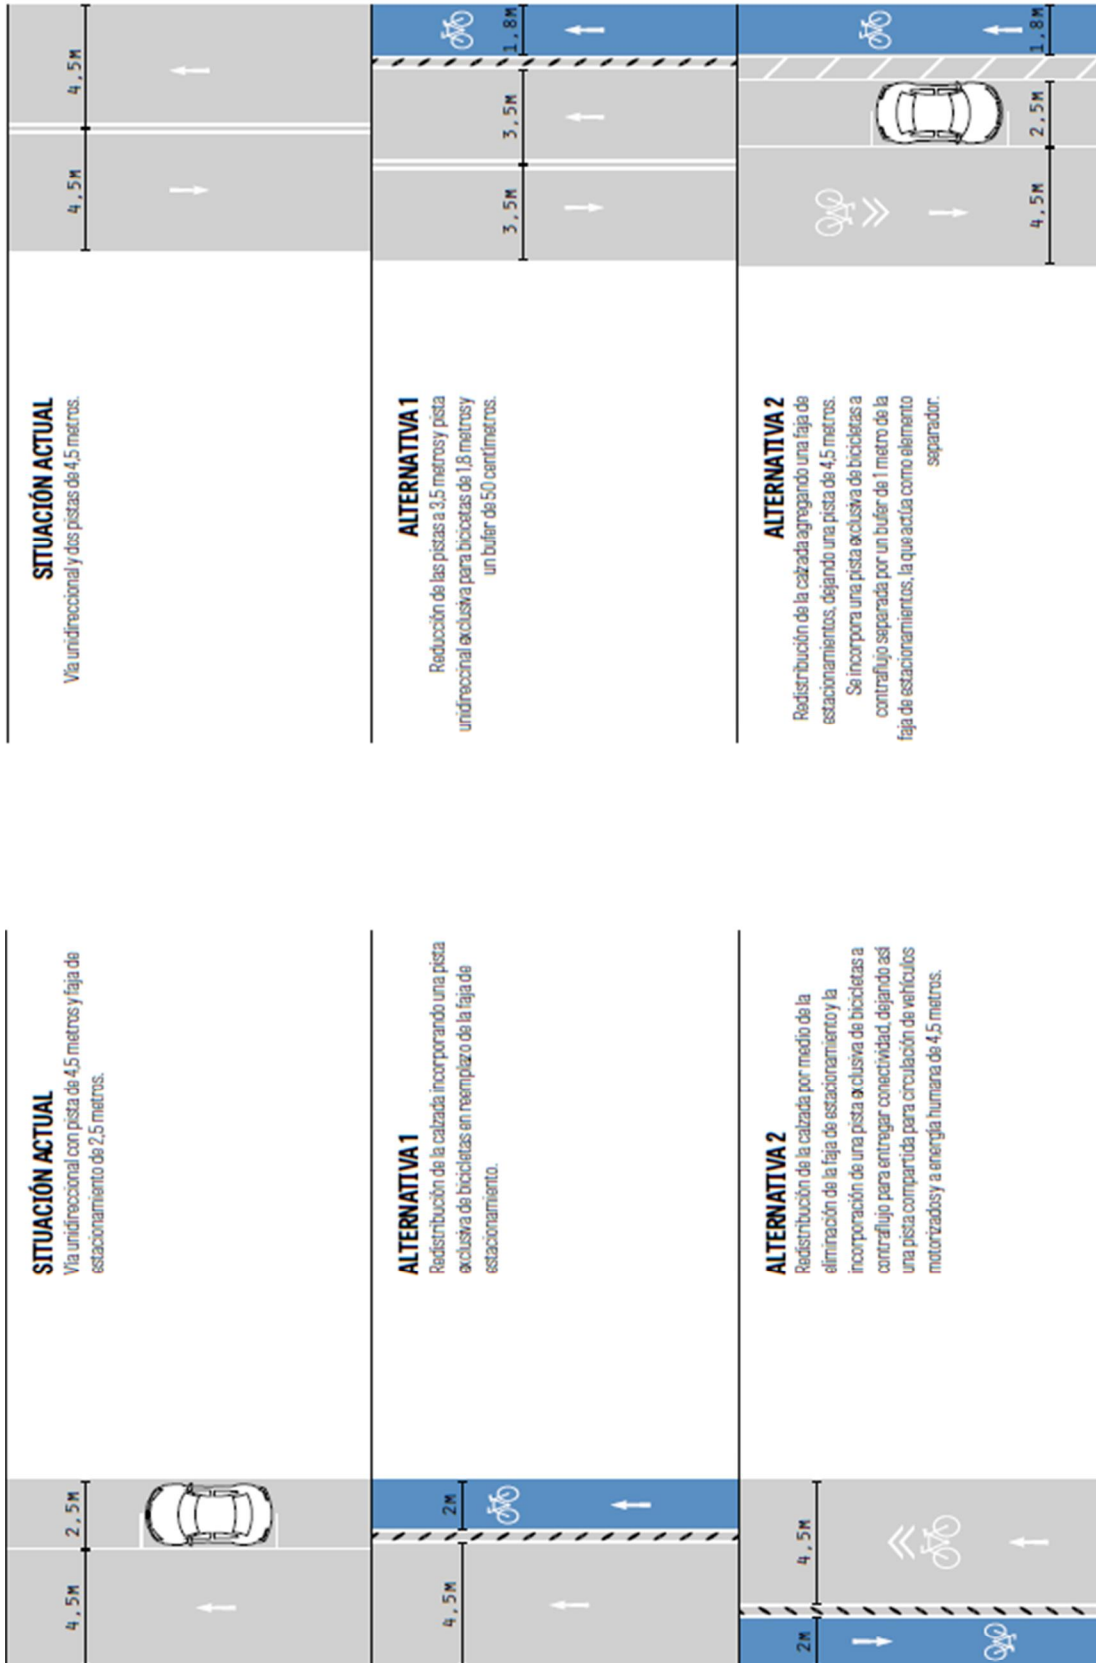 4,5M 2,5M
SITUACIÓN ACTUAL
Vía unidireccional con pista de 4,5 metros y faja de
estacionamiento de 2,5 metros.
4,5M 2M
ALTERNATIVA 1
Redistribución de la calzada incorporando una pista
exclusiva de bicicletas en reemplazo de la faja de
estacionamiento.
2M 4,5M
ALTERNATIVA 2
Redistribución de la calzada por medio de la
eliminación de la faja de estacionamiento y la
incorporación de una pista exclusiva de bicicletas a
contraflujo para entregar conectividad, dejando así
una pista compartida para circulación de vehículos
motorizados y a energía humana de 4,5 metros.
SITUACIÓN ACTUAL
Vía unidireccional y dos pistas de 4,5 metros.
4,5M 4,5M
ALTERNATIVA 1
Reducción de las pistas a 3,5 metros y pista
unidireccinal exclusiva para bicicetas de 1,8 metros y
un bufer de 50 centímetros.
3,5M 3,5M 1,8M
ALTERNATIVA 2
Redistribución de la calzada agregando una faja de
estacionamientos, dejando una pista de 4,5 metros.
Se incorpora una pista exclusiva de bicicletas a
contraflujo separada por un bufer de 1 metro de la
faja de estacionamientos, la que actúa como elemento
separador.
4,5M 2,5M 1,8M